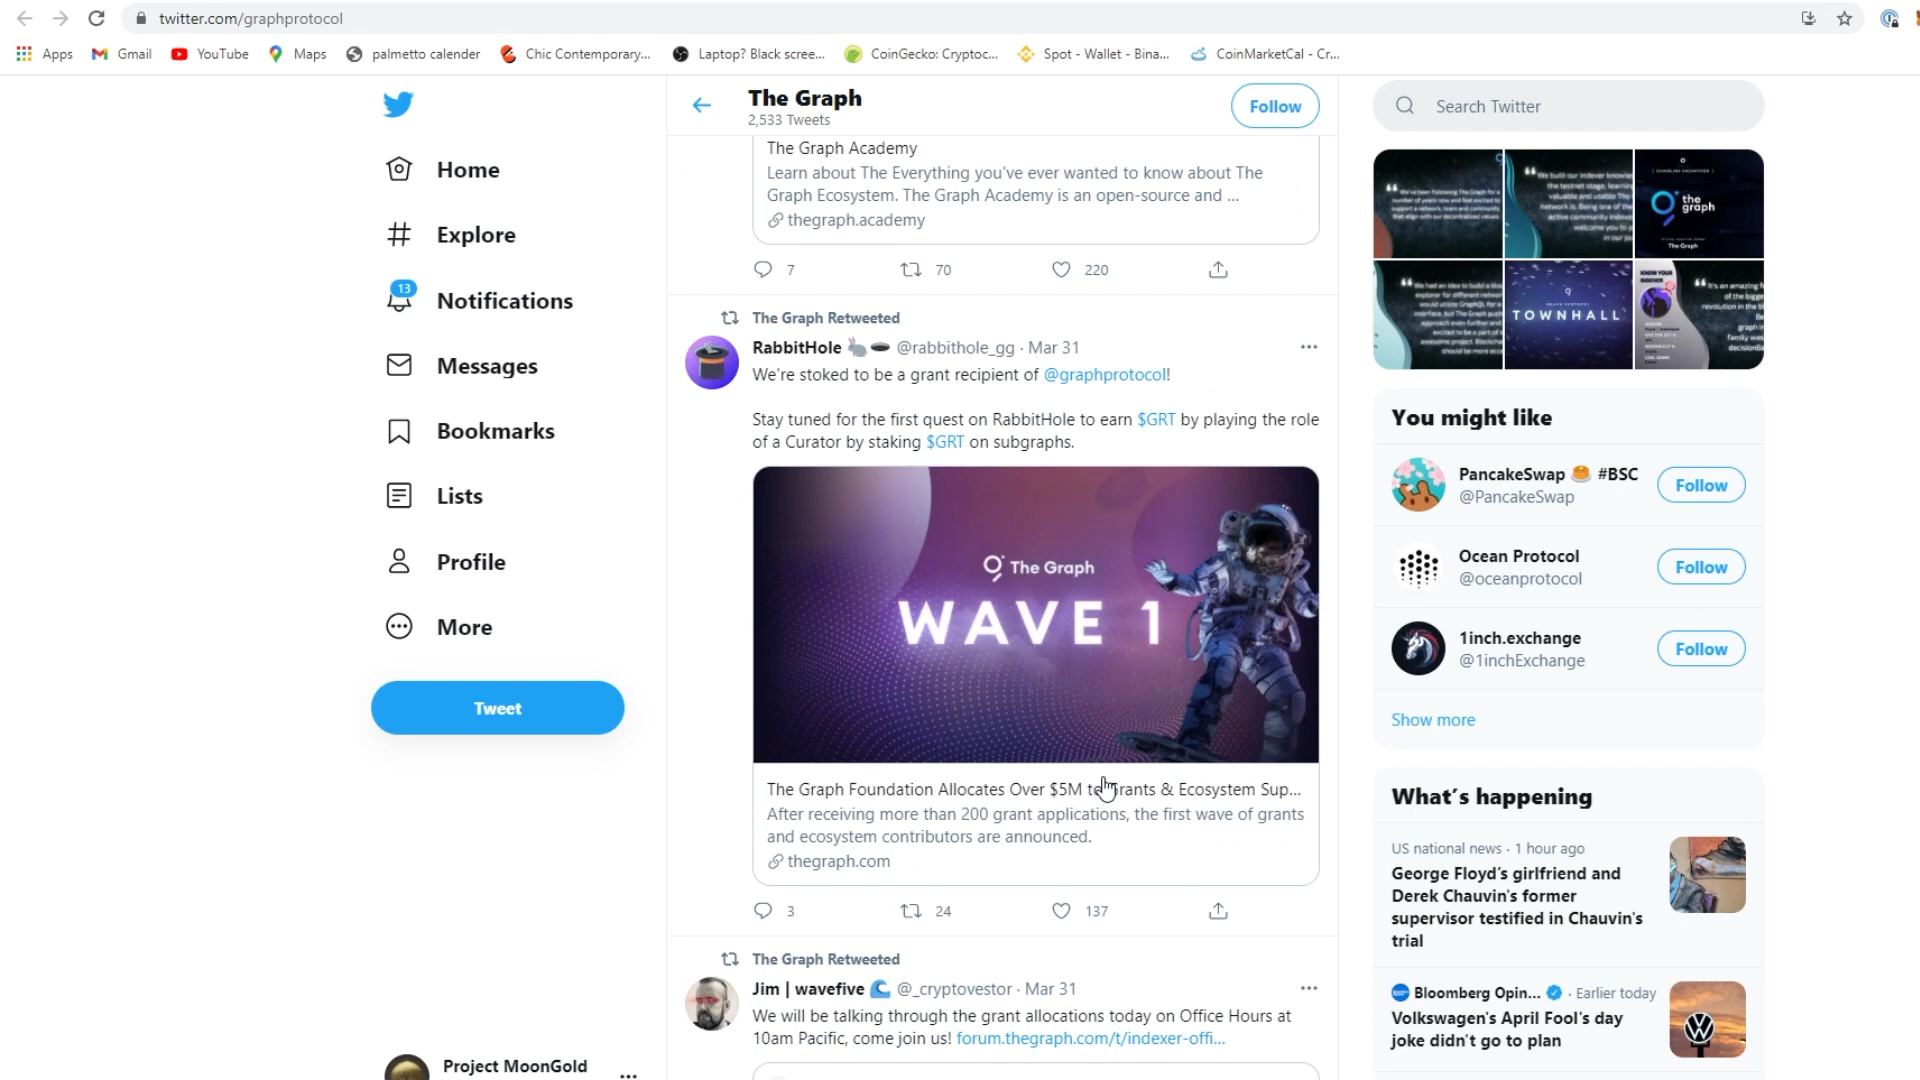 twitter.com/graphprotocol
Apps
Gmail
YouTube
Maps
palmetto calender
Chic Contemporary...
Laptop? Black scree...
CoinGecko: Cryptoc...
Spot - Wallet - Bina...
CoinMarketCal - Cr...
Home
Explore
13
Notifications
Messages
Bookmarks
Lists
Profile
More
Tweet
Project MoonGold
The Graph
2,533 Tweets
Follow
The Graph Academy
Learn about The Everything you've ever wanted to know about The
Graph Ecosystem. The Graph Academy is an open-source and ...
thegraph.academy
7
70
220
The Graph Retweeted
RabbitHole 🐇🕳 @rabbithole_gg · Mar 31
We're stoked to be a grant recipient of @graphprotocol!
Stay tuned for the first quest on RabbitHole to earn $GRT by playing the role
of a Curator by staking $GRT on subgraphs.
The Graph
WAVE 1
The Graph Foundation Allocates Over $5M to Grants & Ecosystem Sup...
After receiving more than 200 grant applications, the first wave of grants
and ecosystem contributors are announced.
thegraph.com
3
24
137
The Graph Retweeted
Jim | wavefive 🌊 @_cryptovestor · Mar 31
We will be talking through the grant allocations today on Office Hours at
10am Pacific, come join us! forum.thegraph.com/t/indexer-offi...
Search Twitter
the
graph
The Graph
TOWNHALL
KNOW YOUR
INDEXER
You might like
PancakeSwap 🥞 #BSC
@PancakeSwap
Follow
Ocean Protocol
@oceanprotocol
Follow
1inch.exchange
@1inchExchange
Follow
Show more
What's happening
US national news · 1 hour ago
George Floyd's girlfriend and
Derek Chauvin's former
supervisor testified in Chauvin's
trial
Bloomberg Opin... · Earlier today
Volkswagen's April Fool's day
joke didn't go to plan